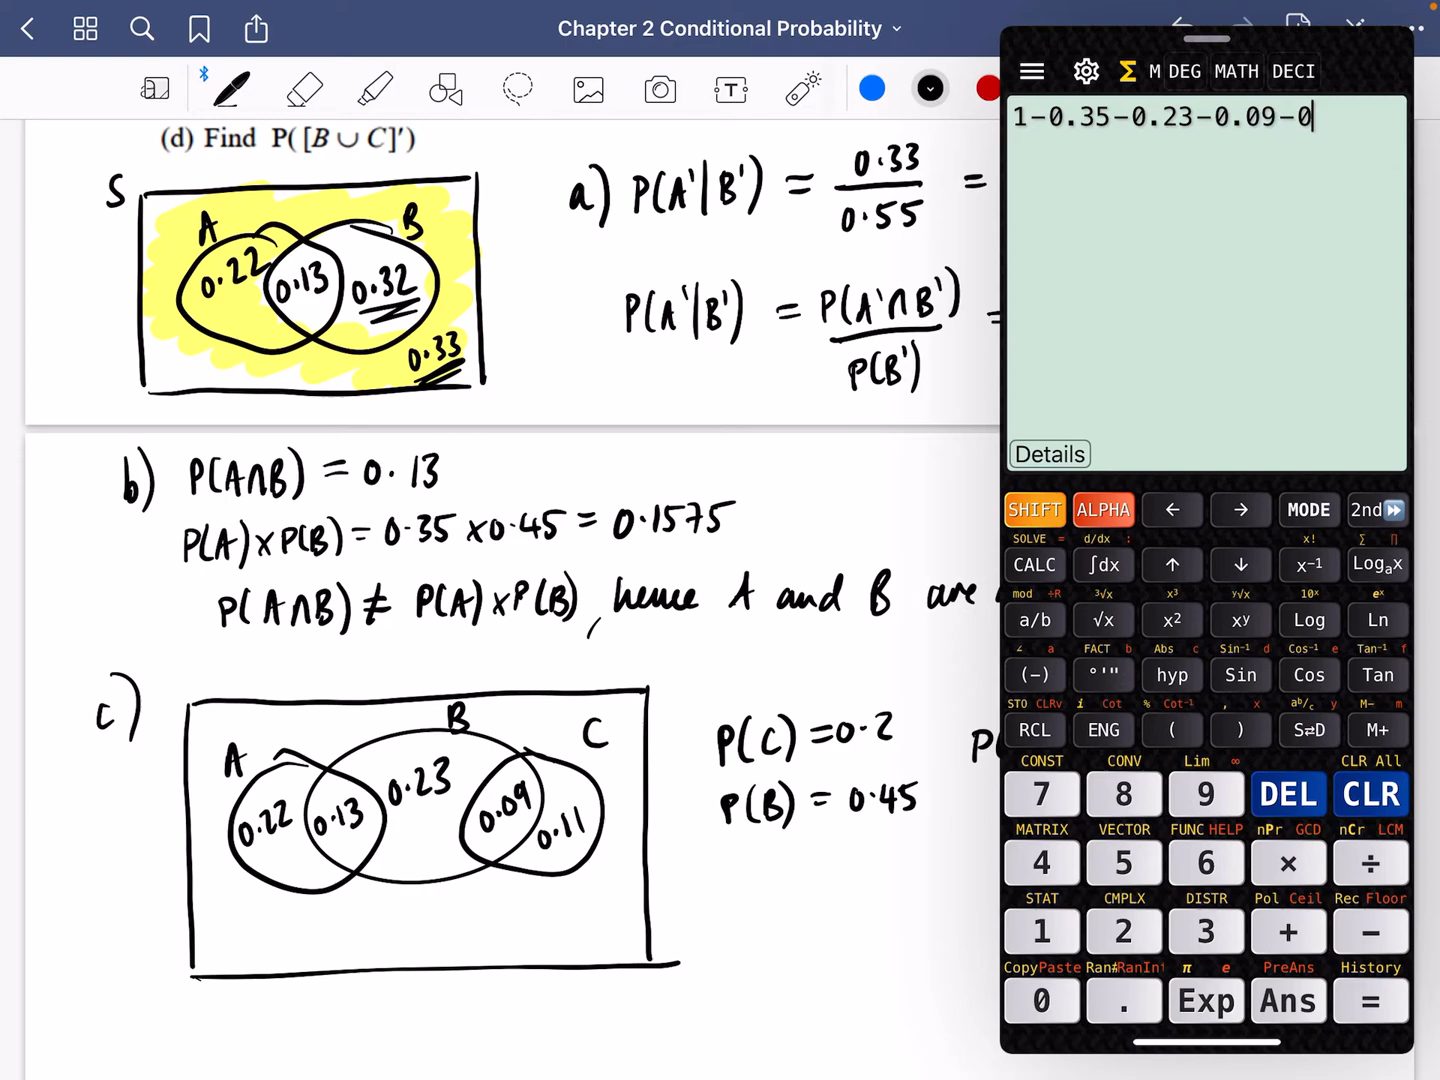 Chapter 2 Conditional Probability
(d) Find P([B ∪ C]′)
S
A
B
0.22
0.13
0.32
0.33
a) P(A'|B') = 0.33/0.55 =
P(A'|B') = P(A'∩B')/P(B') =
b) P(A∩B) = 0.13
P(A)×P(B) = 0.35 × 0.45 = 0.1575
P(A∩B) ≠ P(A)×P(B), hence A and B are
c)
A
B
C
0.22
0.13
0.23
0.09
0.11
P(C) = 0.2
P(B) = 0.45
P(
Σ M DEG MATH DECI
1−0.35−0.23−0.09−0
Details
SHIFT ALPHA ← → MODE 2nd
SOLVE = d/dx : x! Σ ∏
CALC ∫dx ↑ ↓ x⁻¹ Logₐx
mod ÷R ³√x x³ ʸ√x 10ˣ eˣ
a/b √x x² xʸ Log Ln
∠ a FACT b Abs c Sin⁻¹ d Cos⁻¹ e Tan⁻¹ f
(−) °'" hyp Sin Cos Tan
STO CLRv i Cot % Cot⁻¹ , x aᵇ/c y M− m
RCL ENG ( ) S⇄D M+
CONST CONV Lim ∞ CLR All
7 8 9 DEL CLR
MATRIX VECTOR FUNC HELP nPr GCD nCr LCM
4 5 6 × ÷
STAT CMPLX DISTR Pol Ceil Rec Floor
1 2 3 + −
Copy Paste Ran# RanInt π e PreAns History
0 . Exp Ans =